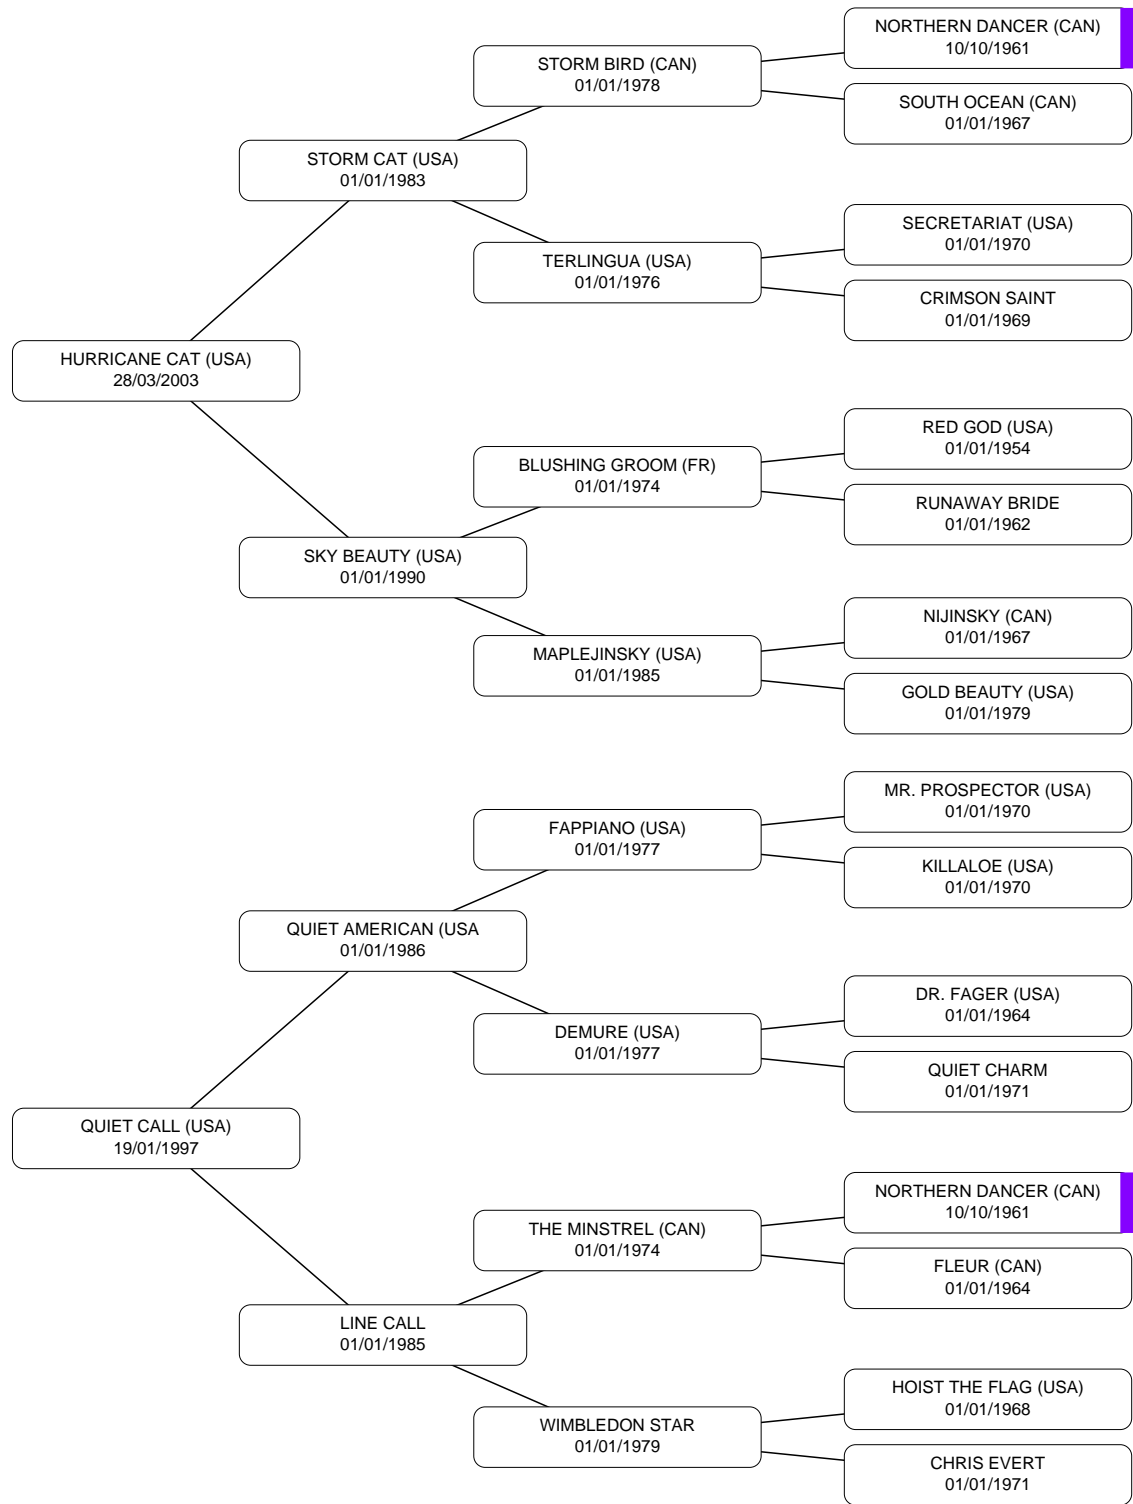 NORTHERN DANCER (CAN)
10/10/1961
STORM BIRD (CAN)
01/01/1978
SOUTH OCEAN (CAN)
01/01/1967
STORM CAT (USA)
01/01/1983
SECRETARIAT (USA)
01/01/1970
TERLINGUA (USA)
01/01/1976
CRIMSON SAINT
01/01/1969
HURRICANE CAT (USA)
28/03/2003
RED GOD (USA)
01/01/1954
BLUSHING GROOM (FR)
01/01/1974
RUNAWAY BRIDE
01/01/1962
SKY BEAUTY (USA)
01/01/1990
NIJINSKY (CAN)
01/01/1967
MAPLEJINSKY (USA)
01/01/1985
GOLD BEAUTY (USA)
01/01/1979
MR. PROSPECTOR (USA)
01/01/1970
FAPPIANO (USA)
01/01/1977
KILLALOE (USA)
01/01/1970
QUIET AMERICAN (USA
01/01/1986
DR. FAGER (USA)
01/01/1964
DEMURE (USA)
01/01/1977
QUIET CHARM
01/01/1971
QUIET CALL (USA)
19/01/1997
NORTHERN DANCER (CAN)
10/10/1961
THE MINSTREL (CAN)
01/01/1974
FLEUR (CAN)
01/01/1964
LINE CALL
01/01/1985
HOIST THE FLAG (USA)
01/01/1968
WIMBLEDON STAR
01/01/1979
CHRIS EVERT
01/01/1971